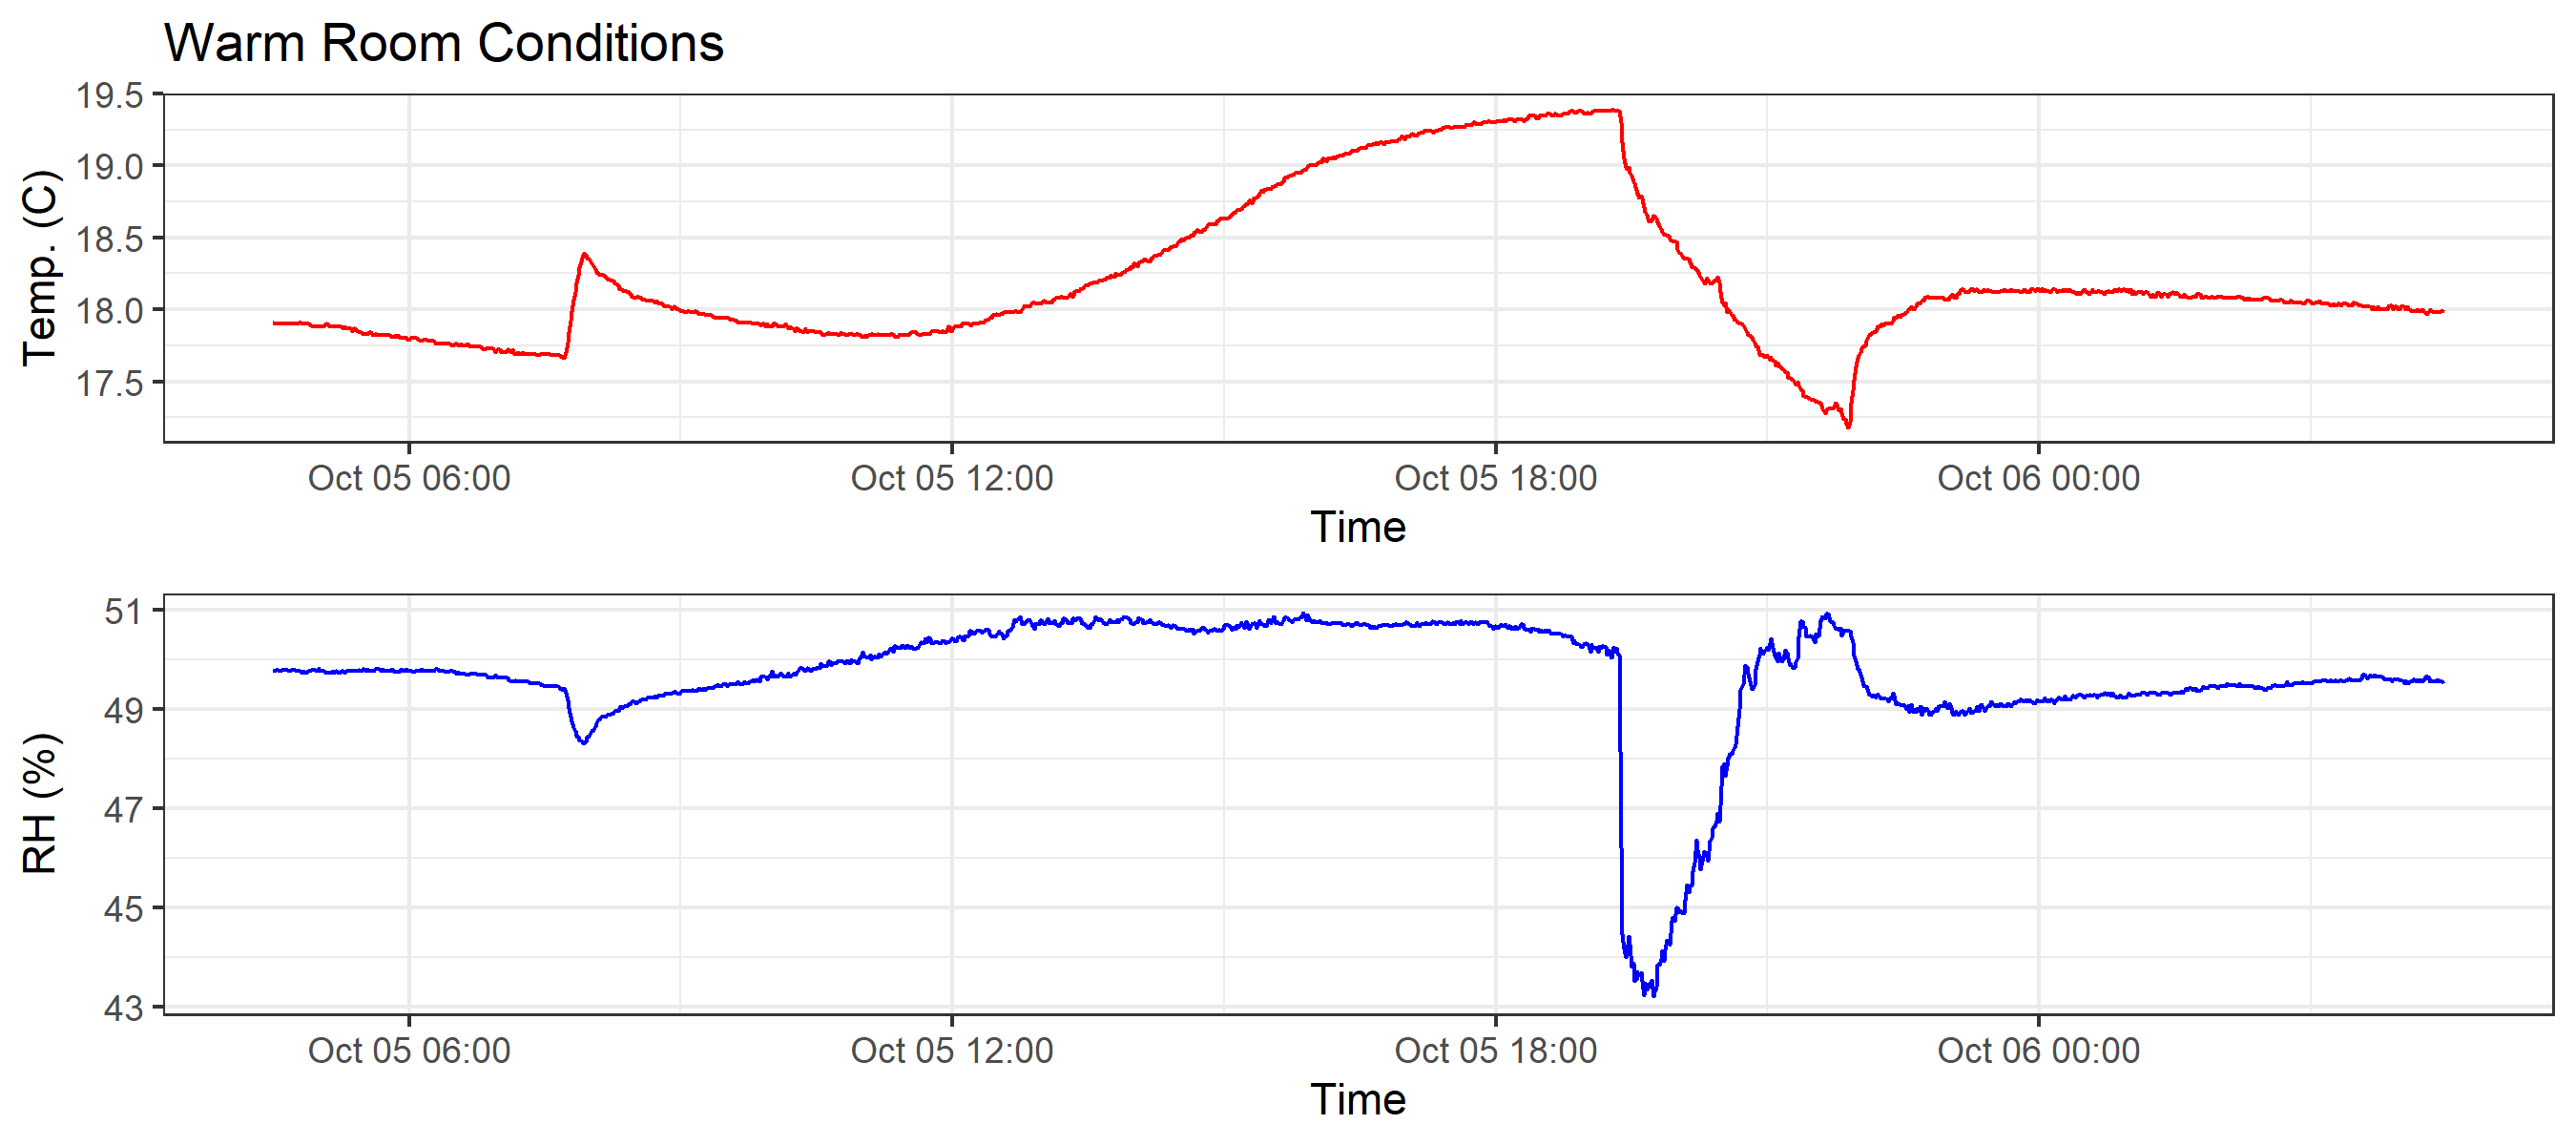 Warm Room Conditions
Temp. (C)
19.5
19.0
18.5
18.0
17.5
Oct 05 06:00 Oct 05 12:00 Oct 05 18:00 Oct 06 00:00
Time
RH (%)
51
49
47
45
43
Oct 05 06:00 Oct 05 12:00 Oct 05 18:00 Oct 06 00:00
Time